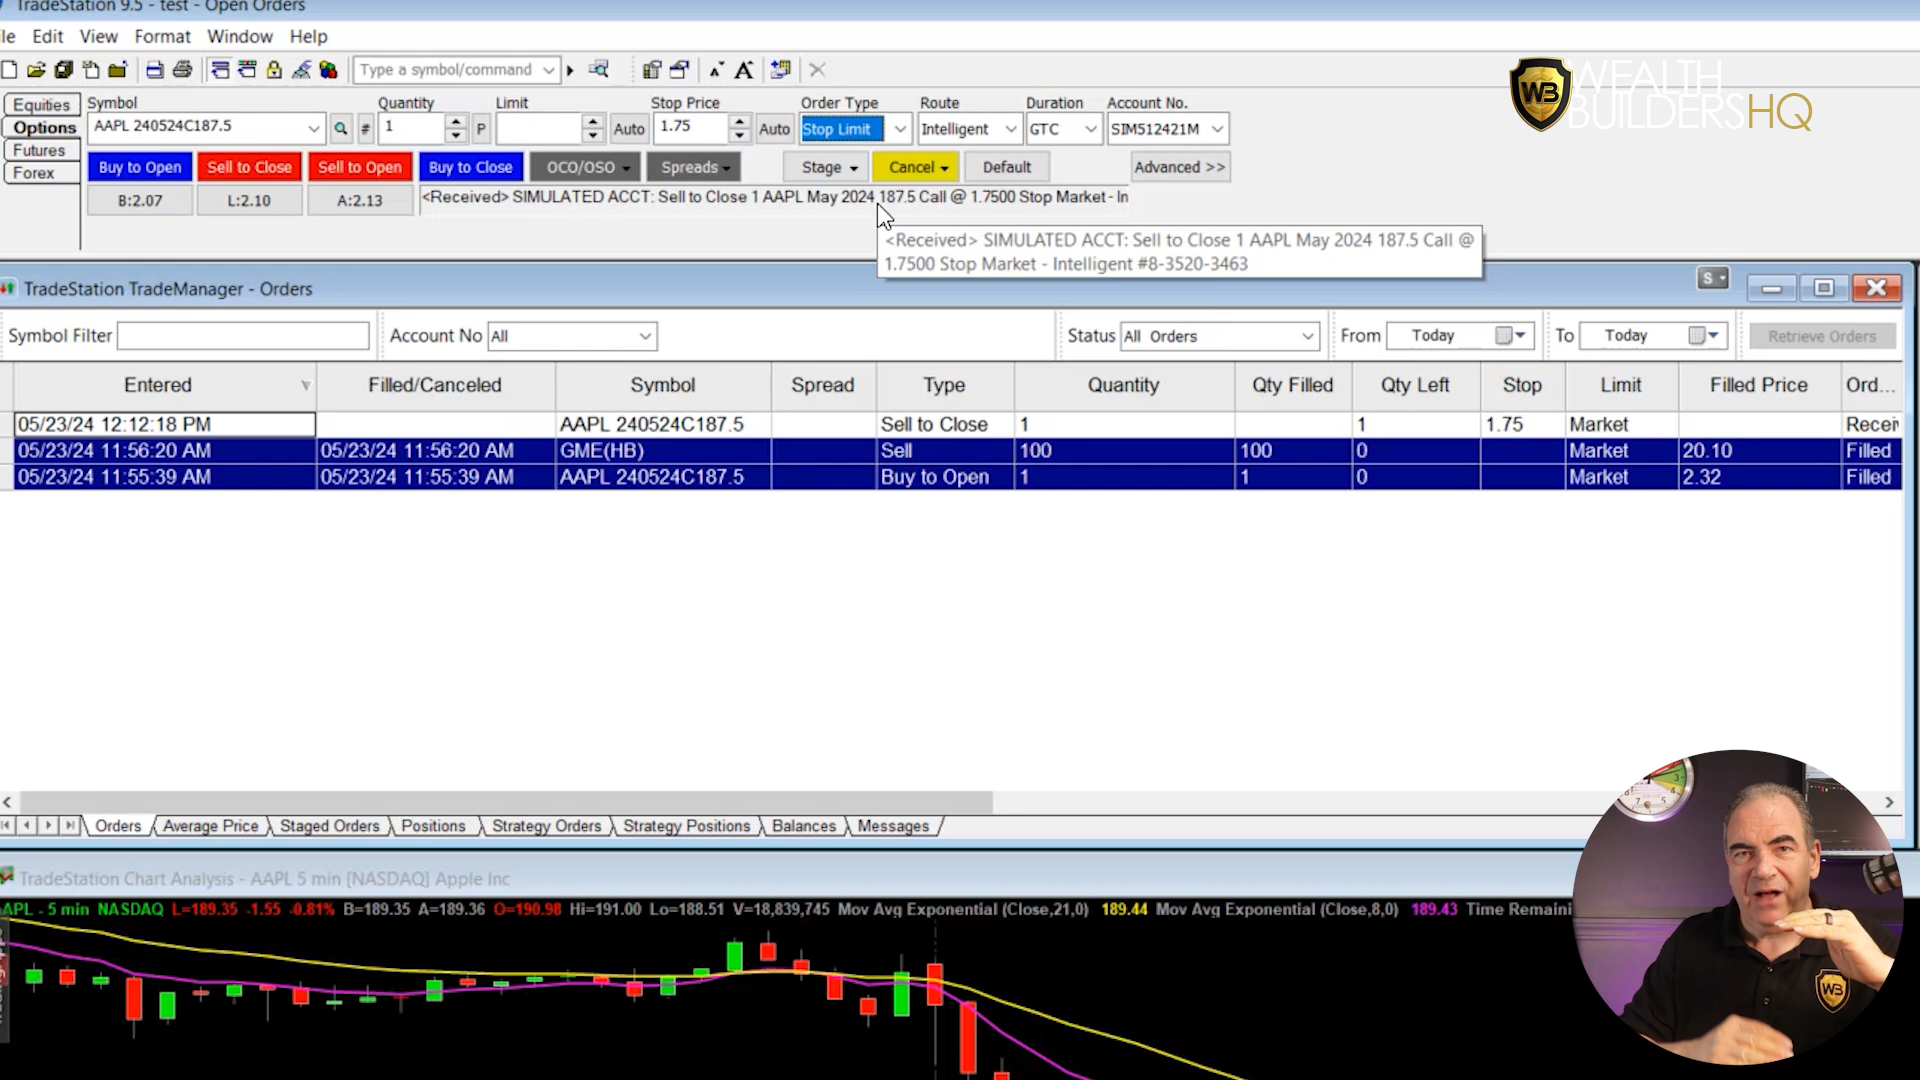 TradeStation 9.5 - test - Open Orders
Edit View Format Window Help
Type a symbol/command
WEALTH
BUILDERSHQ
WB
Equities
Options
Futures
Forex
Symbol Quantity Limit Stop Price Order Type Route Duration Account No.
AAPL 240524C187.5 # 1 P Auto 1.75 Auto Stop Limit Intelligent GTC SIM512421M
Buy to Open Sell to Close Sell to Open Buy to Close OCO/OSO Spreads Stage Cancel Default Advanced >>
B:2.07 L:2.10 A:2.13 <Received> SIMULATED ACCT: Sell to Close 1 AAPL May 2024 187.5 Call @ 1.7500 Stop Market - In
<Received> SIMULATED ACCT: Sell to Close 1 AAPL May 2024 187.5 Call @
1.7500 Stop Market - Intelligent #8-3520-3463
TradeStation TradeManager - Orders S
Symbol Filter Account No All Status All Orders From Today To Today Retrieve Orders
Entered Filled/Canceled Symbol Spread Type Quantity Qty Filled Qty Left Stop Limit Filled Price Ord...
05/23/24 12:12:18 PM AAPL 240524C187.5 Sell to Close 1 1 1.75 Market Recei
05/23/24 11:56:20 AM 05/23/24 11:56:20 AM GME(HB) Sell 100 100 0 Market 20.10 Filled
05/23/24 11:55:39 AM 05/23/24 11:55:39 AM AAPL 240524C187.5 Buy to Open 1 1 0 Market 2.32 Filled
Orders Average Price Staged Orders Positions Strategy Orders Strategy Positions Balances Messages
TradeStation Chart Analysis - AAPL 5 min [NASDAQ] Apple Inc
APL - 5 min NASDAQ L=189.35 -1.55 -0.81% B=189.35 A=189.36 O=190.98 Hi=191.00 Lo=188.51 V=18,839,745 Mov Avg Exponential (Close,21,0) 189.44 Mov Avg Exponential (Close,8,0) 189.43 Time Remaini
WB